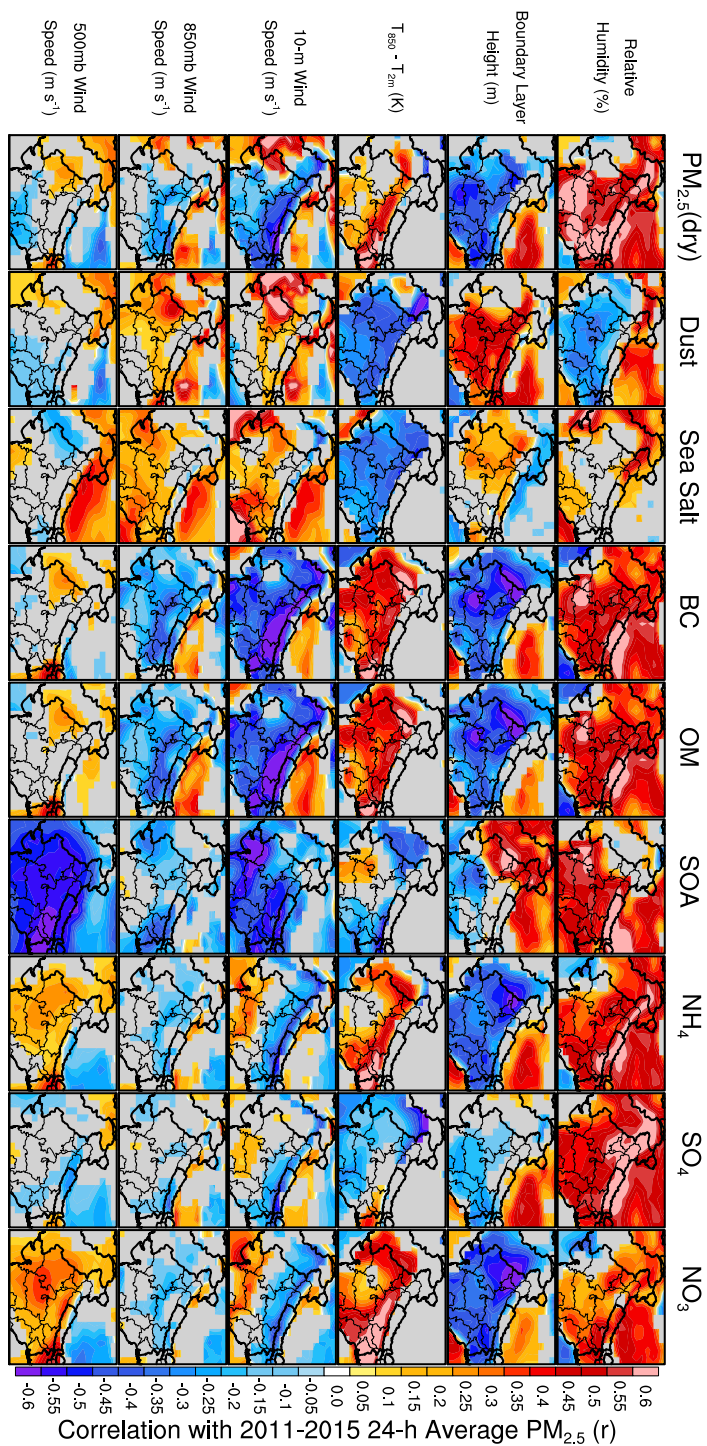 Relative
Humidity (%)
Boundary Layer
Height (m)
T850 - T2m (K)
10-m Wind
Speed (m s-1)
850mb Wind
Speed (m s-1)
500mb Wind
Speed (m s-1)
PM2.5(dry)
Dust
Sea Salt
BC
OM
SOA
NH4
SO4
NO3
-0.6
-0.55
-0.5
-0.45
-0.4
-0.35
-0.3
-0.25
-0.2
-0.15
-0.1
-0.05
0.0
0.05
0.1
0.15
0.2
0.25
0.3
0.35
0.4
0.45
0.5
0.55
0.6
Correlation with 2011-2015 24-h Average PM2.5 (r)